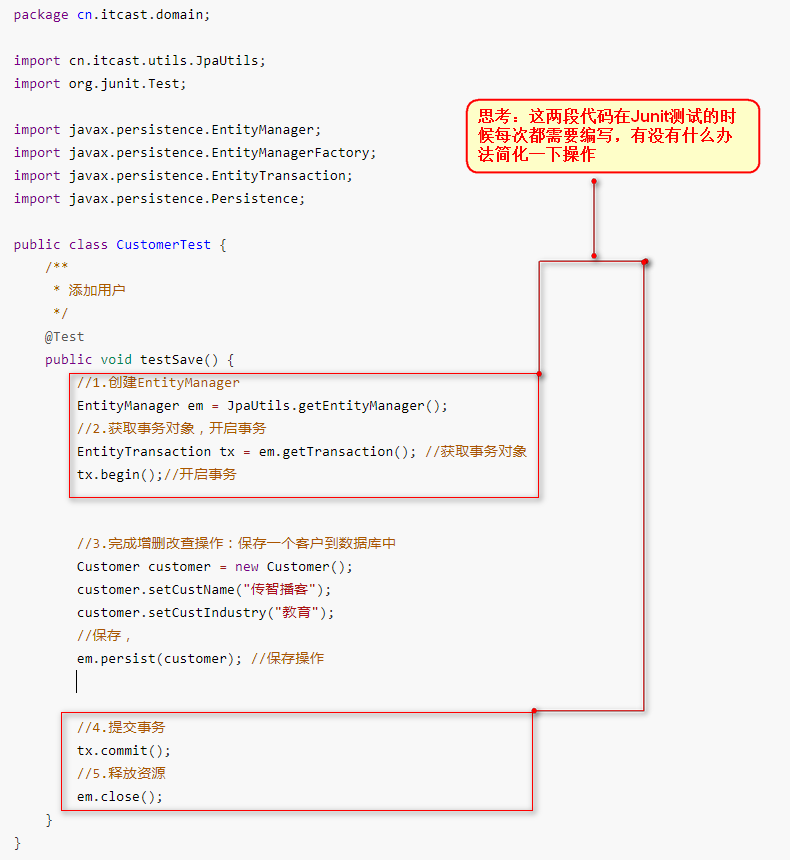 package cn.itcast.domain;
import cn.itcast.utils.JpaUtils;
import org.junit.Test;
import javax.persistence.EntityManager;
import javax.persistence.EntityManagerFactory;
import javax.persistence.EntityTransaction;
import javax.persistence.Persistence;
思考：这两段代码在Junit测试的时
候每次都需要编写，有没有什么办
法简化一下操作
public class CustomerTest {
/**
* 添加用户
*/
@Test
public void testSave() {
//1.创建EntityManager
EntityManager em = JpaUtils.getEntityManager();
//2.获取事务对象，开启事务
EntityTransaction tx = em.getTransaction(); //获取事务对象
tx.begin();//开启事务
//3.完成增删改查操作：保存一个客户到数据库中
Customer customer = new Customer();
customer.setCustName("传智播客");
customer.setCustIndustry("教育");
//保存，
em.persist(customer); //保存操作
//4.提交事务
tx.commit();
//5.释放资源
em.close();
}
}